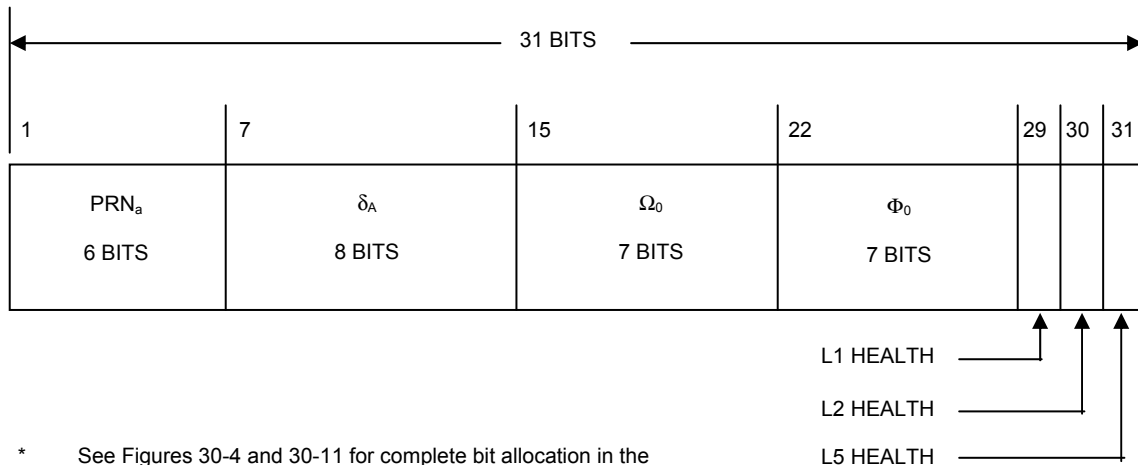 31 BITS
1 7 15 22 29 30 31
PRNa δA Ω0 Φ0
6 BITS 8 BITS 7 BITS 7 BITS
L1 HEALTH
L2 HEALTH
* See Figures 30-4 and 30-11 for complete bit allocation in the
L5 HEALTH